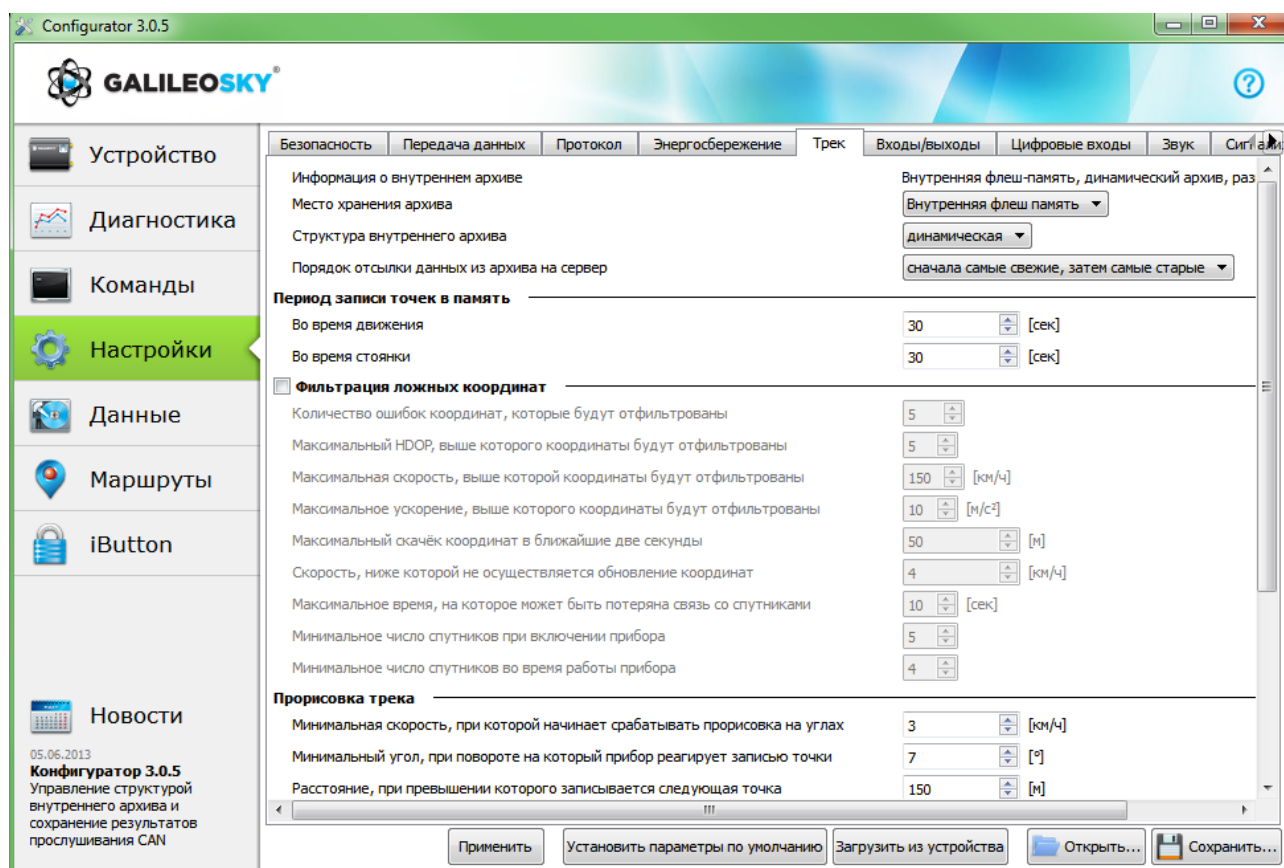 Configurator 3.0.5
GALILEOSKY®
?
Устройство
Диагностика
Команды
Настройки
Данные
Маршруты
iButton
Новости
05.06.2013
Конфигуратор 3.0.5
Управление структурой
внутреннего архива и
сохранение результатов
прослушивания CAN
Безопасность Передача данных Протокол Энергосбережение Трек Входы/выходы Цифровые входы Звук
Информация о внутреннем архиве Внутренняя флеш-память, динамический архив, раз
Место хранения архива Внутренняя флеш память
Структура внутреннего архива динамическая
Порядок отсылки данных из архива на сервер сначала самые свежие, затем самые старые
Период записи точек в память
Во время движения 30 [сек]
Во время стоянки 30 [сек]
Фильтрация ложных координат
Количество ошибок координат, которые будут отфильтрованы 5
Максимальный HDOP, выше которого координаты будут отфильтрованы 5
Максимальная скорость, выше которой координаты будут отфильтрованы 150 [км/ч]
Максимальное ускорение, выше которого координаты будут отфильтрованы 10 [м/с²]
Максимальный скачёк координат в ближайшие две секунды 50 [м]
Скорость, ниже которой не осуществляется обновление координат 4 [км/ч]
Максимальное время, на которое может быть потеряна связь со спутниками 10 [сек]
Минимальное число спутников при включении прибора 5
Минимальное число спутников во время работы прибора 4
Прорисовка трека
Минимальная скорость, при которой начинает срабатывать прорисовка на углах 3 [км/ч]
Минимальный угол, при повороте на который прибор реагирует записью точки 7 [°]
Расстояние, при превышении которого записывается следующая точка 150 [м]
Применить Установить параметры по умолчанию Загрузить из устройства Открыть... Сохранить...